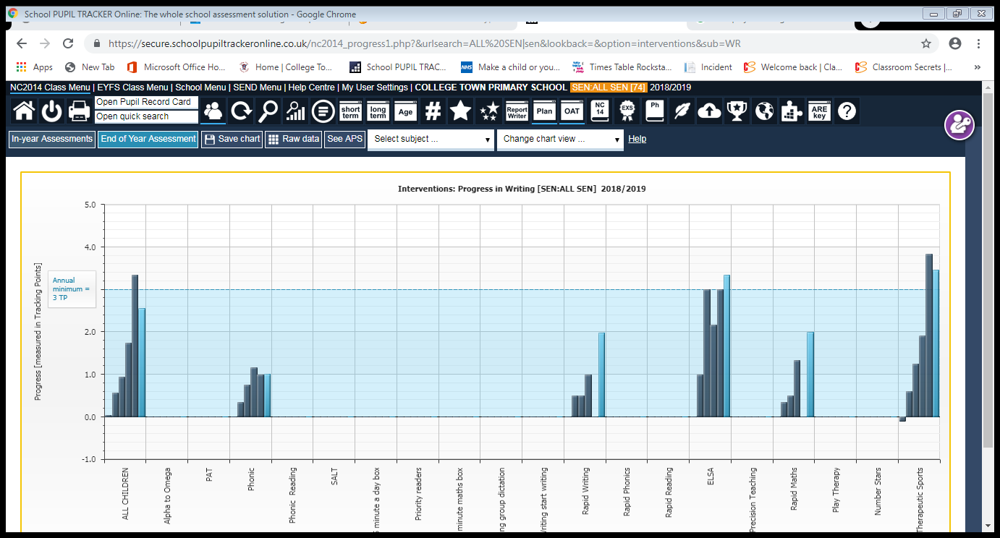 School PUPIL TRACKER Online: The whole school assessment solution - Google Chrome
https://secure.schoolpupiltrackeronline.co.uk/nc2014_progress1.php?&urlsearch=ALL%20SEN|sen&lookback=&option=interventions&sub=WR
Apps New Tab Microsoft Office Ho... Home | College To... School PUPIL TRAC... NHS Make a child or you... Times Table Rocksta... Incident Welcome back | Cla... Classroom Secrets |... »
NC2014 Class Menu | EYFS Class Menu | School Menu | SEND Menu | Help Centre | My User Settings | COLLEGE TOWN PRIMARY SCHOOL SEN:ALL SEN [74] 2018/2019
Open Pupil Record Card
Open quick search
short term
long term
Age
#
Report Writer
Plan
OAT
NC 14
EXS
Ph
ARE key
?
In-year Assessments End of Year Assessment Save chart Raw data See APS Select subject ... Change chart view ... Help
Interventions: Progress in Writing [SEN:ALL SEN] 2018/2019
Progress [measured in Tracking Points]
5.0
4.0
Annual
minimum =
3 TP
2.0
1.0
0.0
-1.0
ALL CHILDREN
Alpha to Omega
PAT
Phonic
Phonic Reading
SALT
minute a day box
Priority readers
minute maths box
group dictation
start writing
Rapid Writing
Rapid Phonics
Rapid Reading
ELSA
Precision Teaching
Rapid Maths
Play Therapy
Number Stars
Therapeutic Sports